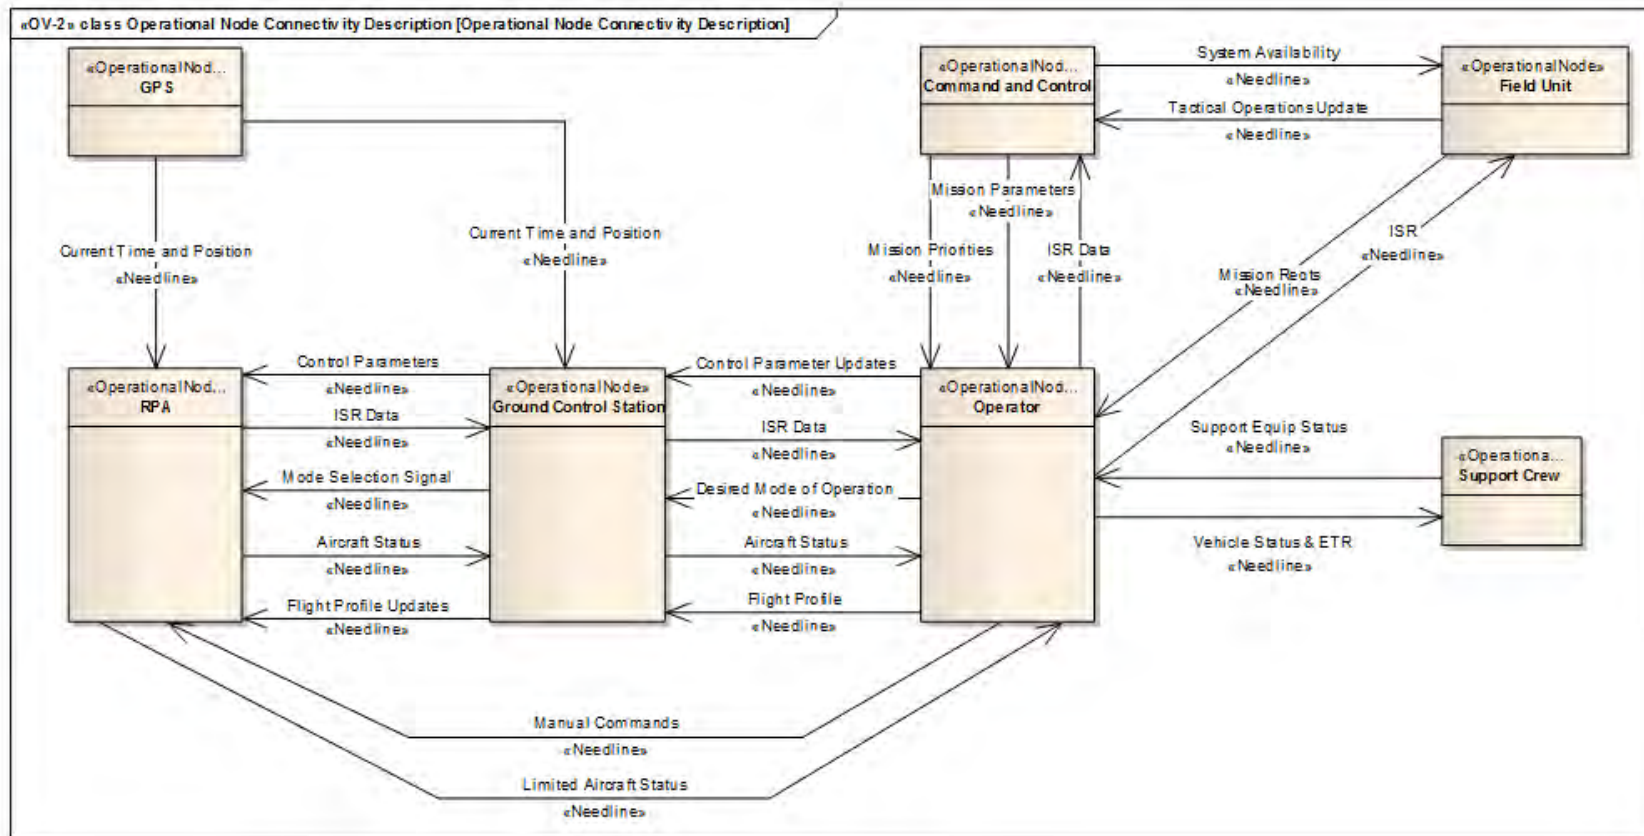 «OV-2» class Operational Node Connectivity Description [Operational Node Connectivity Description]
«OperationalNod...
GPS
«OperationalNod...
Command and Control
System Availability
«Needline»
Tactical Operations Update
«Needline»
«OperationalNode»
Field Unit
Current Time and Position
«Needline»
Current Time and Position
«Needline»
Mission Parameters
«Needline»
Mission Priorities
«Needline»
ISR Data
«Needline»
ISR
«Needline»
Mission Reqts
«Needline»
«OperationalNod...
RPA
Control Parameters
«Needline»
ISR Data
«Needline»
Mode Selection Signal
«Needline»
Aircraft Status
«Needline»
Flight Profile Updates
«Needline»
«OperationalNode»
Ground Control Station
Control Parameter Updates
«Needline»
ISR Data
«Needline»
Desired Mode of Operation
«Needline»
Aircraft Status
«Needline»
Flight Profile
«Needline»
«OperationalNod...
Operator
Support Equip Status
«Needline»
Vehicle Status & ETR
«Needline»
«Operationa...
Support Crew
Manual Commands
«Needline»
Limited Aircraft Status
«Needline»